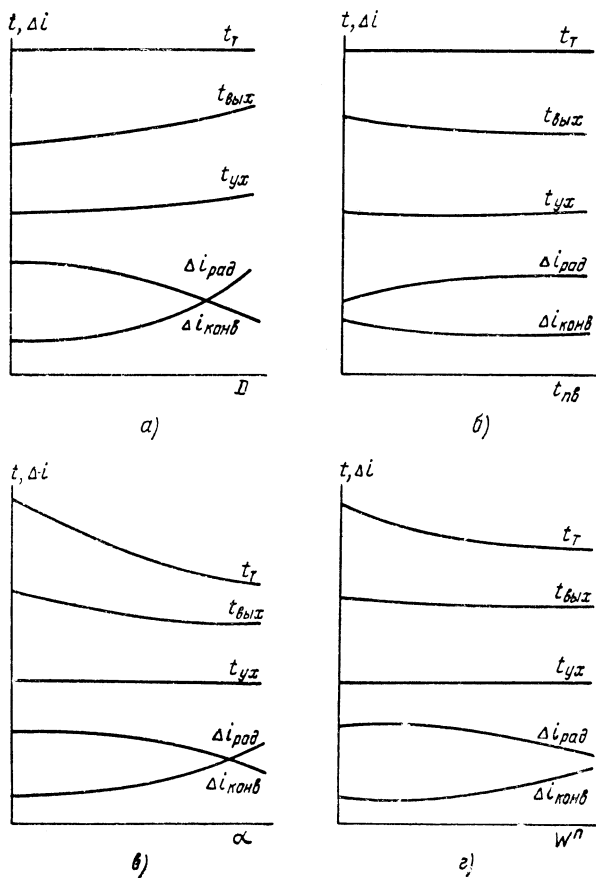 t, Δi
t_т
t_вых
t_ух
Δi_рад
Δi_конв
D
а)
t, Δi
t_т
t_вых
t_ух
Δi_рад
Δi_конв
t_пв
б)
t, Δi
t_т
t_вых
t_ух
Δi_рад
Δi_конв
α
в)
t, Δi
t_т
t_вых
t_ух
Δi_рад
Δi_конв
W^п
г)